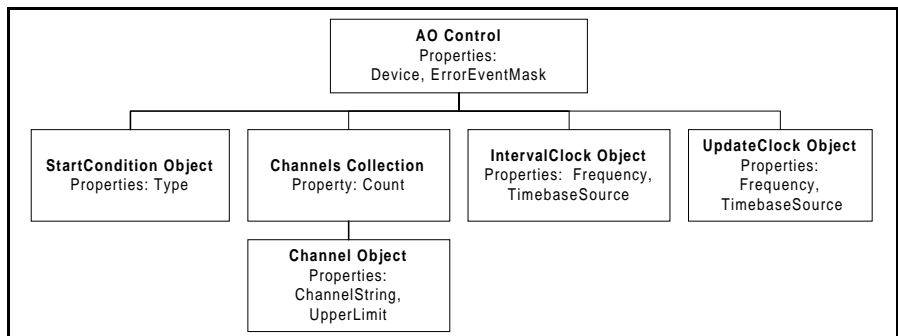 AO Control
Properties:
Device, ErrorEventMask
StartCondition Object
Properties: Type
Channels Collection
Property: Count
IntervalClock Object
Properties: Frequency,
TimebaseSource
UpdateClock Object
Properties:
Frequency,
TimebaseSource
Channel Object
Properties:
ChannelString,
UpperLimit